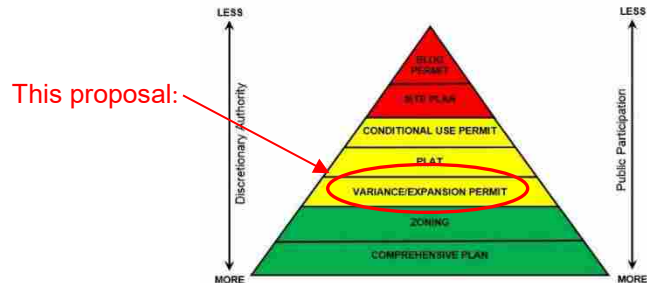 LESS
LESS
This proposal:
Discretionary Authority
Public Participation
BLDG
PERMIT
SITE PLAN
CONDITIONAL USE PERMIT
PLAT
VARIANCE/EXPANSION PERMIT
ZONING
COMPREHENSIVE PLAN
MORE
MORE